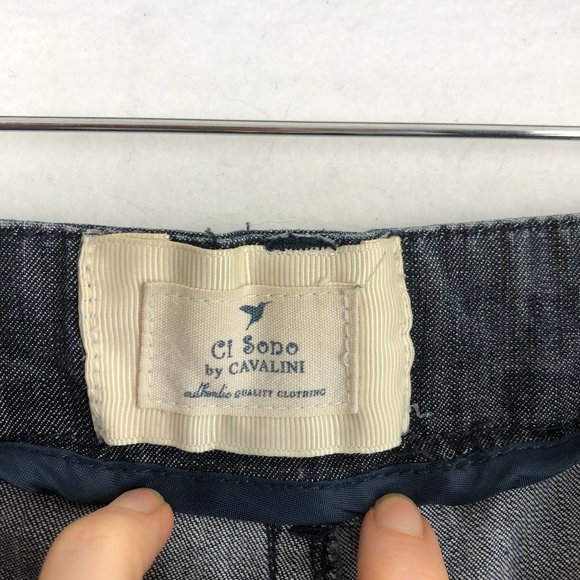 CI SONO
by CAVALINI
authentic QUALITY CLOTHING